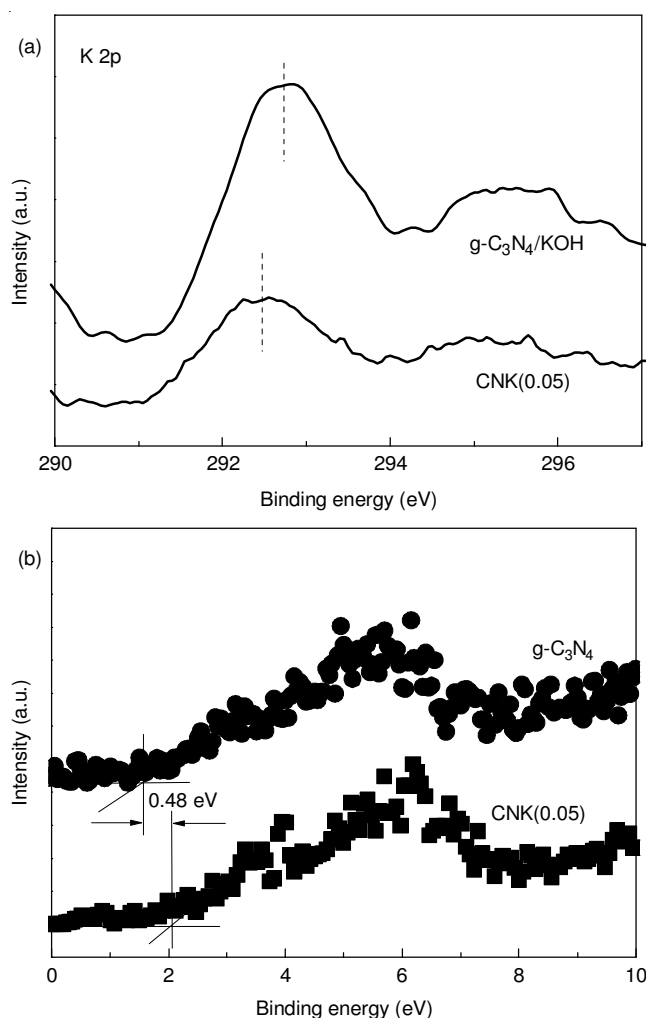 (a)
K 2p
g-C₃N₄/KOH
CNK(0.05)
Intensity (a.u.)
290 292 294 296
Binding energy (eV)
(b)
g-C₃N₄
0.48 eV
CNK(0.05)
Intensity (a.u.)
0 2 4 6 8 10
Binding energy (eV)